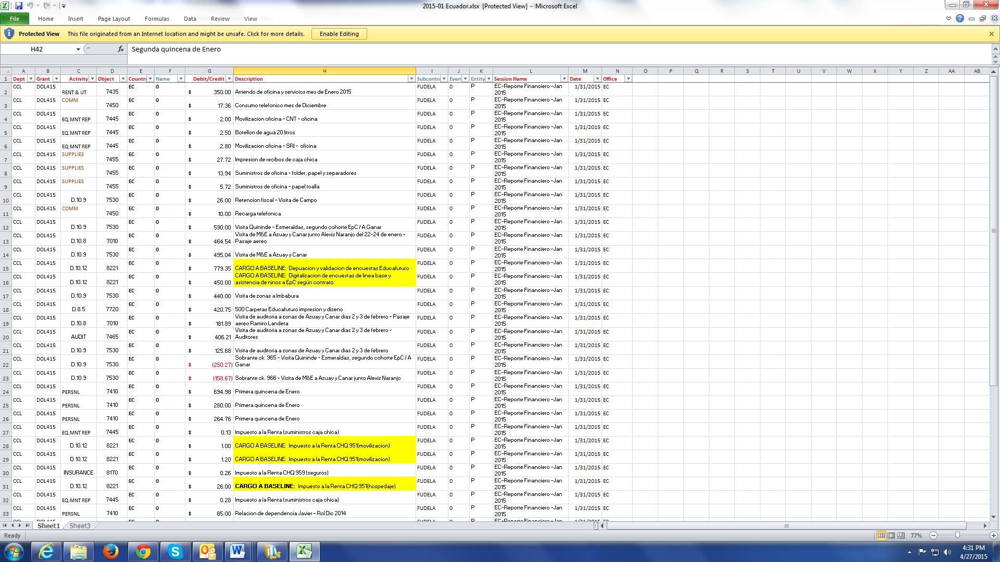 2015-01 Ecuador.xlsx [Protected View] - Microsoft Excel
File Home Insert Page Layout Formulas Data Review View
Protected View This file originated from an Internet location and might be unsafe. Click for more details. Enable Editing
H42 fx Segunda quincena de Enero
A B C D E F G H I J K L M N O P Q R S T U V W X Y Z AA AB
1 Dept Grant Activity Object Country Name Debit/Credit Description Subcontra Even Entity Session Name Date Office
2 CCL DOL415 RENT & UT 7435 EC 0 $ 350.00 Arriendo de oficina y servicios mes de Enero 2015 FUDELA 0 P EC-Reporte Financiero -Jan 2015 1/31/2015 EC
3 CCL DOL415 COMM 7450 EC 0 $ 17.36 Consumo telefonico mes de Diciembre FUDELA 0 P EC-Reporte Financiero -Jan 2015 1/31/2015 EC
4 CCL DOL415 EQ.MNT REP 7445 EC 0 $ 2.00 Movilizacion oficina - CNT - oficina FUDELA 0 P EC-Reporte Financiero -Jan 2015 1/31/2015 EC
5 CCL DOL415 EQ.MNT REP 7445 EC 0 $ 2.50 Botellon de agua 20 litros FUDELA 0 P EC-Reporte Financiero -Jan 2015 1/31/2015 EC
6 CCL DOL415 EQ.MNT REP 7445 EC 0 $ 2.80 Movilizacion oficina - SRI - oficina FUDELA 0 P EC-Reporte Financiero -Jan 2015 1/31/2015 EC
7 CCL DOL415 SUPPLIES 7455 EC 0 $ 27.72 Impresion de recibos de caja chica FUDELA 0 P EC-Reporte Financiero -Jan 2015 1/31/2015 EC
8 CCL DOL415 SUPPLIES 7455 EC 0 $ 13.94 Suministros de oficina - folder, papel y separadores FUDELA 0 P EC-Reporte Financiero -Jan 2015 1/31/2015 EC
9 CCL DOL415 SUPPLIES 7455 EC 0 $ 5.72 Suministros de oficina - papel toalla FUDELA 0 P EC-Reporte Financiero -Jan 2015 1/31/2015 EC
10 CCL DOL415 D.10.9 7530 EC 0 $ 26.00 Retencion fiscal - Visita de Campo FUDELA 0 P EC-Reporte Financiero -Jan 2015 1/31/2015 EC
11 CCL DOL415 COMM 7450 EC 0 $ 10.00 Recarga telefonica FUDELA 0 P EC-Reporte Financiero -Jan 2015 1/31/2015 EC
12 CCL DOL415 D.10.9 7530 EC 0 $ 590.00 Visita Quininde - Esmeraldas, segundo cohorte EpC / A Ganar FUDELA 0 P EC-Reporte Financiero -Jan 2015 1/31/2015 EC
13 CCL DOL415 D.10.8 7010 EC 0 $ 464.54 Visita de M&E a Azuay y Canar junto Alexis Naranjo del 22-24 de enero - Pasaje aereo FUDELA 0 P EC-Reporte Financiero -Jan 2015 1/31/2015 EC
14 CCL DOL415 D.10.9 7530 EC 0 $ 495.04 Visita de M&E a Azuay y Canar FUDELA 0 P EC-Reporte Financiero -Jan 2015 1/31/2015 EC
15 CCL DOL415 D.10.12 8221 EC 0 $ 779.35 CARGO A BASELINE: Depuacion y validacion de encuestas Educafuturo FUDELA 0 P EC-Reporte Financiero -Jan 2015 1/31/2015 EC
16 CCL DOL415 D.10.12 8221 EC 0 $ 450.00 CARGO A BASELINE: Digitalizacion de encuestas de linea base y asistencia de ninos a EpC según contrato FUDELA 0 P EC-Reporte Financiero -Jan 2015 1/31/2015 EC
17 CCL DOL415 D.10.9 7530 EC 0 $ 440.00 Visita de zonas a Imbabura FUDELA 0 P EC-Reporte Financiero -Jan 2015 1/31/2015 EC
18 CCL DOL415 D.8.5 7720 EC 0 $ 420.75 500 Carpetas Educafuturo impresion y diseno FUDELA 0 P EC-Reporte Financiero -Jan 2015 1/31/2015 EC
19 CCL DOL415 D.10.8 7010 EC 0 $ 181.89 Visita de auditoria a zonas de Azuay y Canar dias 2 y 3 de febrero - Pasaje aereo Ramiro Landeta FUDELA 0 P EC-Reporte Financiero -Jan 2015 1/31/2015 EC
20 CCL DOL415 AUDIT 7465 EC 0 $ 406.21 Visita de auditoria a zonas de Azuay y Canar dias 2 y 3 de febrero - Auditores FUDELA 0 P EC-Reporte Financiero -Jan 2015 1/31/2015 EC
21 CCL DOL415 D.10.9 7530 EC 0 $ 125.68 Visita de auditoria a zonas de Azuay y Canar dias 2 y 3 de febrero FUDELA 0 P EC-Reporte Financiero -Jan 2015 1/31/2015 EC
22 CCL DOL415 D.10.9 7530 EC 0 $ (250.27) Sobrante ck. 965 - Visita Quininde - Esmeraldas, segundo cohorte EpC / A Ganar FUDELA 0 P EC-Reporte Financiero -Jan 2015 1/31/2015 EC
23 CCL DOL415 D.10.9 7530 EC 0 $ (158.67) Sobrante ck. 966 - Visita de M&E a Azuay y Canar junto Alexis Naranjo FUDELA 0 P EC-Reporte Financiero -Jan 2015 1/31/2015 EC
24 CCL DOL415 PERSNL 7410 EC 0 $ 694.98 Primera quincena de Enero FUDELA 0 P EC-Reporte Financiero -Jan 2015 1/31/2015 EC
25 CCL DOL415 PERSNL 7410 EC 0 $ 280.00 Primera quincena de Enero FUDELA 0 P EC-Reporte Financiero -Jan 2015 1/31/2015 EC
26 CCL DOL415 PERSNL 7410 EC 0 $ 264.76 Primera quincena de Enero FUDELA 0 P EC-Reporte Financiero -Jan 2015 1/31/2015 EC
27 CCL DOL415 EQ.MNT REP 7445 EC 0 $ 0.13 Impuesto a la Renta (suministros caja chica) FUDELA 0 P EC-Reporte Financiero -Jan 2015 1/31/2015 EC
28 CCL DOL415 D.10.12 8221 EC 0 $ 1.00 CARGO A BASELINE: Impuesto a la Renta CHQ 951(movilizacion) FUDELA 0 P EC-Reporte Financiero -Jan 2015 1/31/2015 EC
29 CCL DOL415 D.10.12 8221 EC 0 $ 1.20 CARGO A BASELINE: Impuesto a la Renta CHQ 951(movilizacion) FUDELA 0 P EC-Reporte Financiero -Jan 2015 1/31/2015 EC
30 CCL DOL415 INSURANCE 8170 EC 0 $ 0.26 Impuesto a la Renta CHQ 959 (seguros) FUDELA 0 P EC-Reporte Financiero -Jan 2015 1/31/2015 EC
31 CCL DOL415 D.10.12 8221 EC 0 $ 26.00 CARGO A BASELINE: Impuesto a la Renta CHQ 951(hospedaje) FUDELA 0 P EC-Reporte Financiero -Jan 2015 1/31/2015 EC
32 CCL DOL415 EQ.MNT REP 7445 EC 0 $ 0.28 Impuesto a la Renta (suministros caja chica) FUDELA 0 P EC-Reporte Financiero -Jan 2015 1/31/2015 EC
33 CCL DOL415 PERSNL 7410 EC 0 $ 85.00 Relacion de dependencia Javier - Rol Dic 2014 FUDELA 0 P EC-Reporte Financiero -Jan 2015 1/31/2015 EC
Sheet1 Sheet3
Ready 77%
4:31 PM
4/27/2015